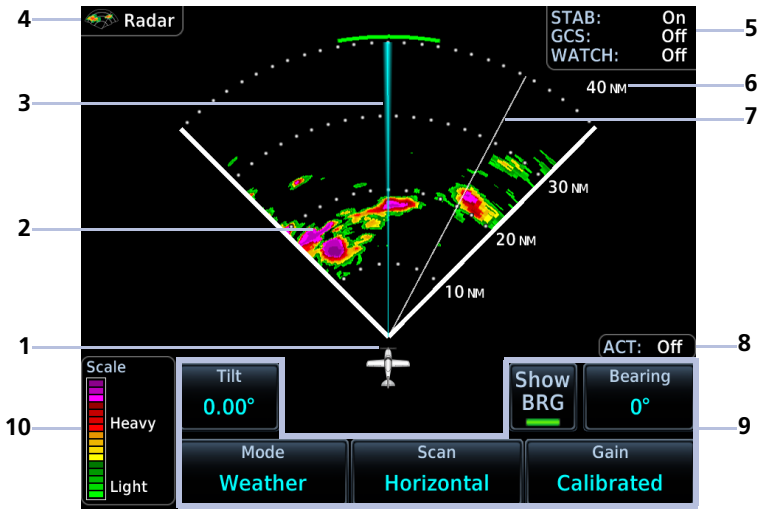 4
Radar
STAB: On
GCS: Off
WATCH: Off
5
40 NM
6
3
7
30 NM
2
20 NM
10 NM
1
ACT: Off
8
Scale
Heavy
Light
10
Tilt
0.00°
Show
BRG
Bearing
0°
9
Mode
Weather
Scan
Horizontal
Gain
Calibrated